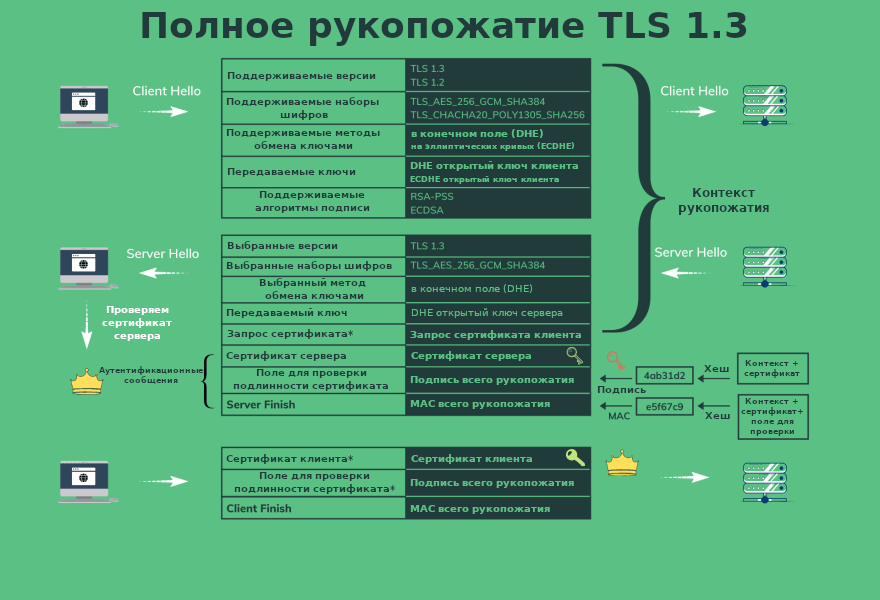 Полное рукопожатие TLS 1.3
Client Hello
Поддерживаемые версии
TLS 1.3
TLS 1.2
Поддерживаемые наборы
шифров
TLS_AES_256_GCM_SHA384
TLS_CHACHA20_POLY1305_SHA256
Поддерживаемые методы
обмена ключами
в конечном поле (DHE)
на эллиптических кривых (ECDHE)
Передаваемые ключи
DHE открытый ключ клиента
ECDHE открытый ключ клиента
Поддерживаемые
алгоритмы подписи
RSA-PSS
ECDSA
Client Hello
Контекст
рукопожатия
Server Hello
Выбранные версии
TLS 1.3
Выбранные наборы шифров
TLS_AES_256_GCM_SHA384
Выбранный метод
обмена ключами
в конечном поле (DHE)
Передаваемый ключ
DHE открытый ключ сервера
Запрос сертификата*
Запрос сертификата клиента
Сертификат сервера
Сертификат сервера
Поле для проверки
подлинности сертификата
Подпись всего рукопожатия
Server Finish
MAC всего рукопожатия
Server Hello
Проверяем
сертификат
сервера
Аутентификвционные
сообщения
Подпись
4ab31d2
Хеш
Контекст +
сертификат
MAC
e5f67c9
Хеш
Контекст +
сертификат+
поле для
проверки
Сертификат клиента*
Сертификат клиента
Поле для проверки
подлинности сертификата*
Подпись всего рукопожатия
Client Finish
MAC всего рукопожатия